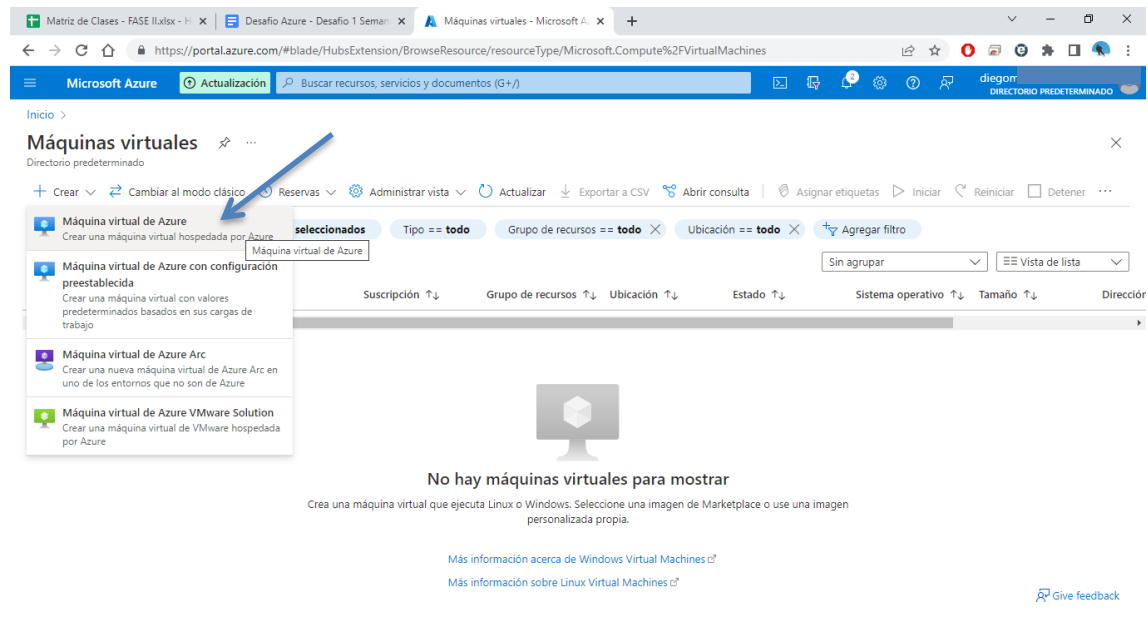 Matriz de Clases - FASE II.xlsx - H
Desafio Azure - Desafio 1 Seman
Máquinas virtuales - Microsoft A
https://portal.azure.com/#blade/HubsExtension/BrowseResource/resourceType/Microsoft.Compute%2FVirtualMachines
Microsoft Azure
Actualización
Buscar recursos, servicios y documentos (G+/)
2
diegom
DIRECTORIO PREDETERMINADO
Inicio >
Máquinas virtuales
Directorio predeterminado
Crear
Cambiar al modo clásico
Reservas
Administrar vista
Actualizar
Exportar a CSV
Abrir consulta
Asignar etiquetas
Iniciar
Reiniciar
Detener
Máquina virtual de Azure
Crear una máquina virtual hospedada por Azure
Máquina virtual de Azure
Máquina virtual de Azure con configuración
preestablecida
Crear una máquina virtual con valores
predeterminados basados en sus cargas de
trabajo
Máquina virtual de Azure Arc
Crear una nueva máquina virtual de Azure Arc en
uno de los entornos que no son de Azure
Máquina virtual de Azure VMware Solution
Crear una máquina virtual de VMware hospedada
por Azure
seleccionados
Tipo == todo
Grupo de recursos == todo
Ubicación == todo
Agregar filtro
Sin agrupar
Vista de lista
Suscripción ↑↓
Grupo de recursos ↑↓
Ubicación ↑↓
Estado ↑↓
Sistema operativo ↑↓
Tamaño ↑↓
Dirección
No hay máquinas virtuales para mostrar
Crea una máquina virtual que ejecuta Linux o Windows. Seleccione una imagen de Marketplace o use una imagen
personalizada propia.
Más información acerca de Windows Virtual Machines
Más información sobre Linux Virtual Machines
Give feedback